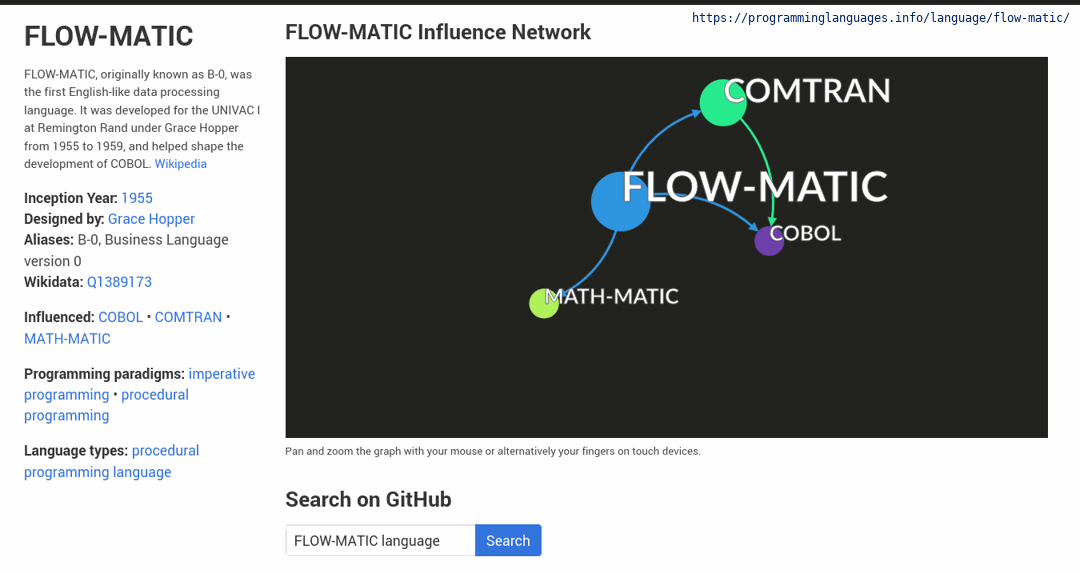 https://programminglanguages.info/language/flow-matic/
FLOW-MATIC
FLOW-MATIC, originally known as B-0, was
the first English-like data processing
language. It was developed for the UNIVAC I
at Remington Rand under Grace Hopper
from 1955 to 1959, and helped shape the
development of COBOL. Wikipedia
Inception Year: 1955
Designed by: Grace Hopper
Aliases: B-0, Business Language
version 0
Wikidata: Q1389173
Influenced: COBOL • COMTRAN •
MATH-MATIC
Programming paradigms: imperative
programming • procedural
programming
Language types: procedural
programming language
FLOW-MATIC Influence Network
COMTRAN
FLOW-MATIC
COBOL
MATH-MATIC
Pan and zoom the graph with your mouse or alternatively your fingers on touch devices.
Search on GitHub
FLOW-MATIC language
Search